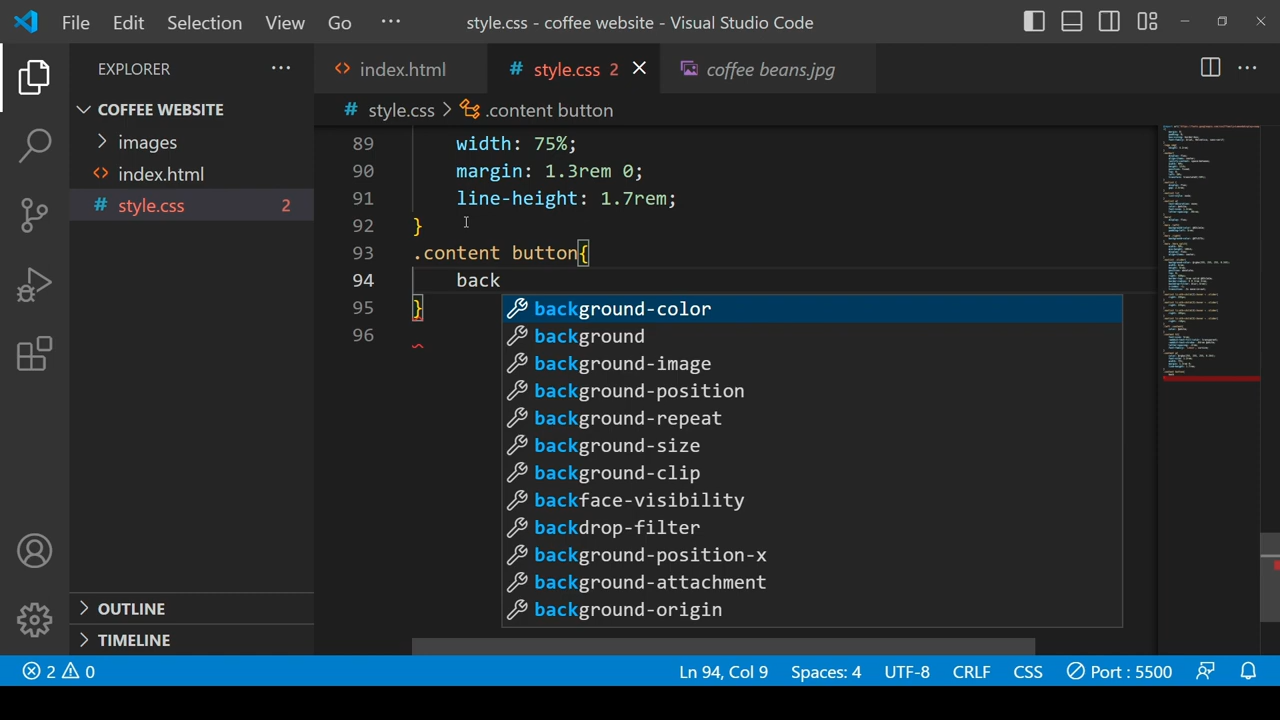 File Edit Selection View Go ··· style.css - coffee website - Visual Studio Code
EXPLORER ···
index.html # style.css 2 coffee beans.jpg ···
COFFEE WEBSITE
# style.css > .content button
images
index.html
# style.css 2
89 width: 75%;
90 margin: 1.3rem 0;
91 line-height: 1.7rem;
92 }
93 .content button{
94 back
95 }
96
background-color
background
background-image
background-position
background-repeat
background-size
background-clip
backface-visibility
backdrop-filter
background-position-x
background-attachment
background-origin
OUTLINE
TIMELINE
2 0 Ln 94, Col 9 Spaces: 4 UTF-8 CRLF CSS Port : 5500